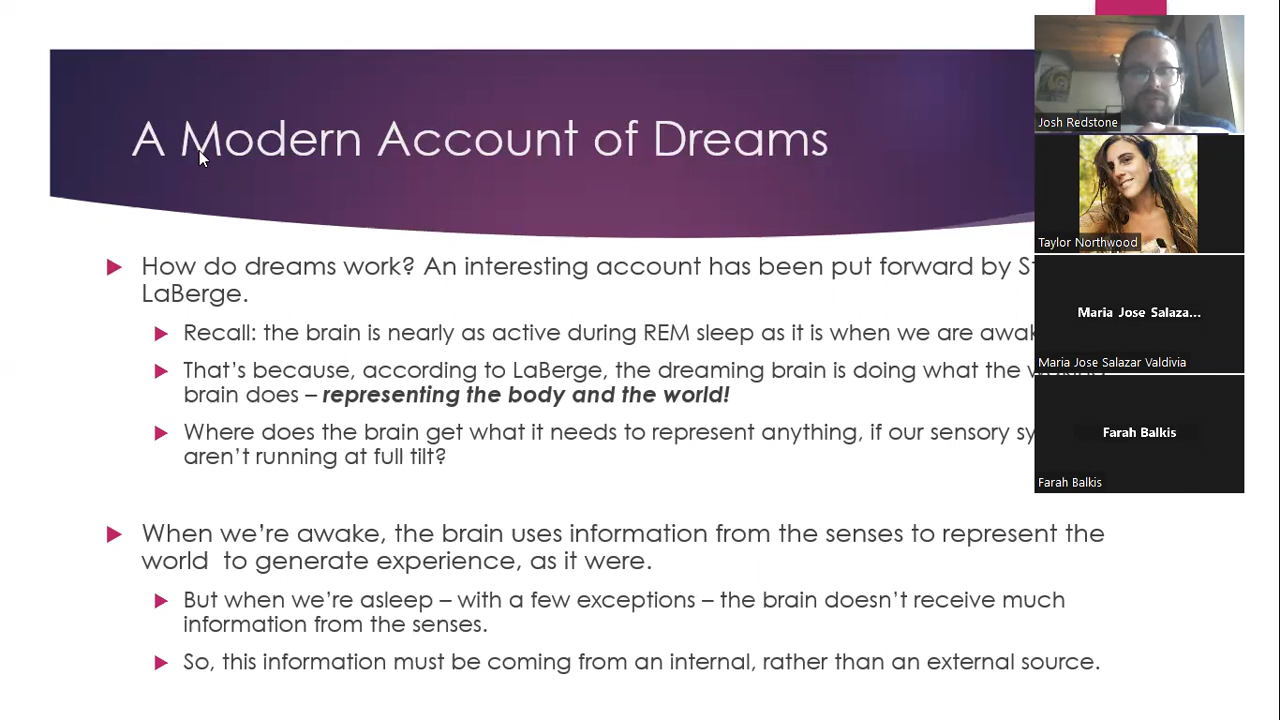 A Modern Account of Dreams
How do dreams work? An interesting account has been put forward by
LaBerge.
Recall: the brain is nearly as active during REM sleep as it is when we are
That's because, according to LaBerge, the dreaming brain is doing what the
brain does – representing the body and the world!
Where does the brain get what it needs to represent anything, if our sensory
aren't running at full tilt?
When we're awake, the brain uses information from the senses to represent the
world to generate experience, as it were.
But when we're asleep – with a few exceptions – the brain doesn't receive much
information from the senses.
So, this information must be coming from an internal, rather than an external source.
Josh Redstone
Taylor Northwood
Maria Jose Salaza...
Maria Jose Salazar Valdivia
Farah Balkis
Farah Balkis